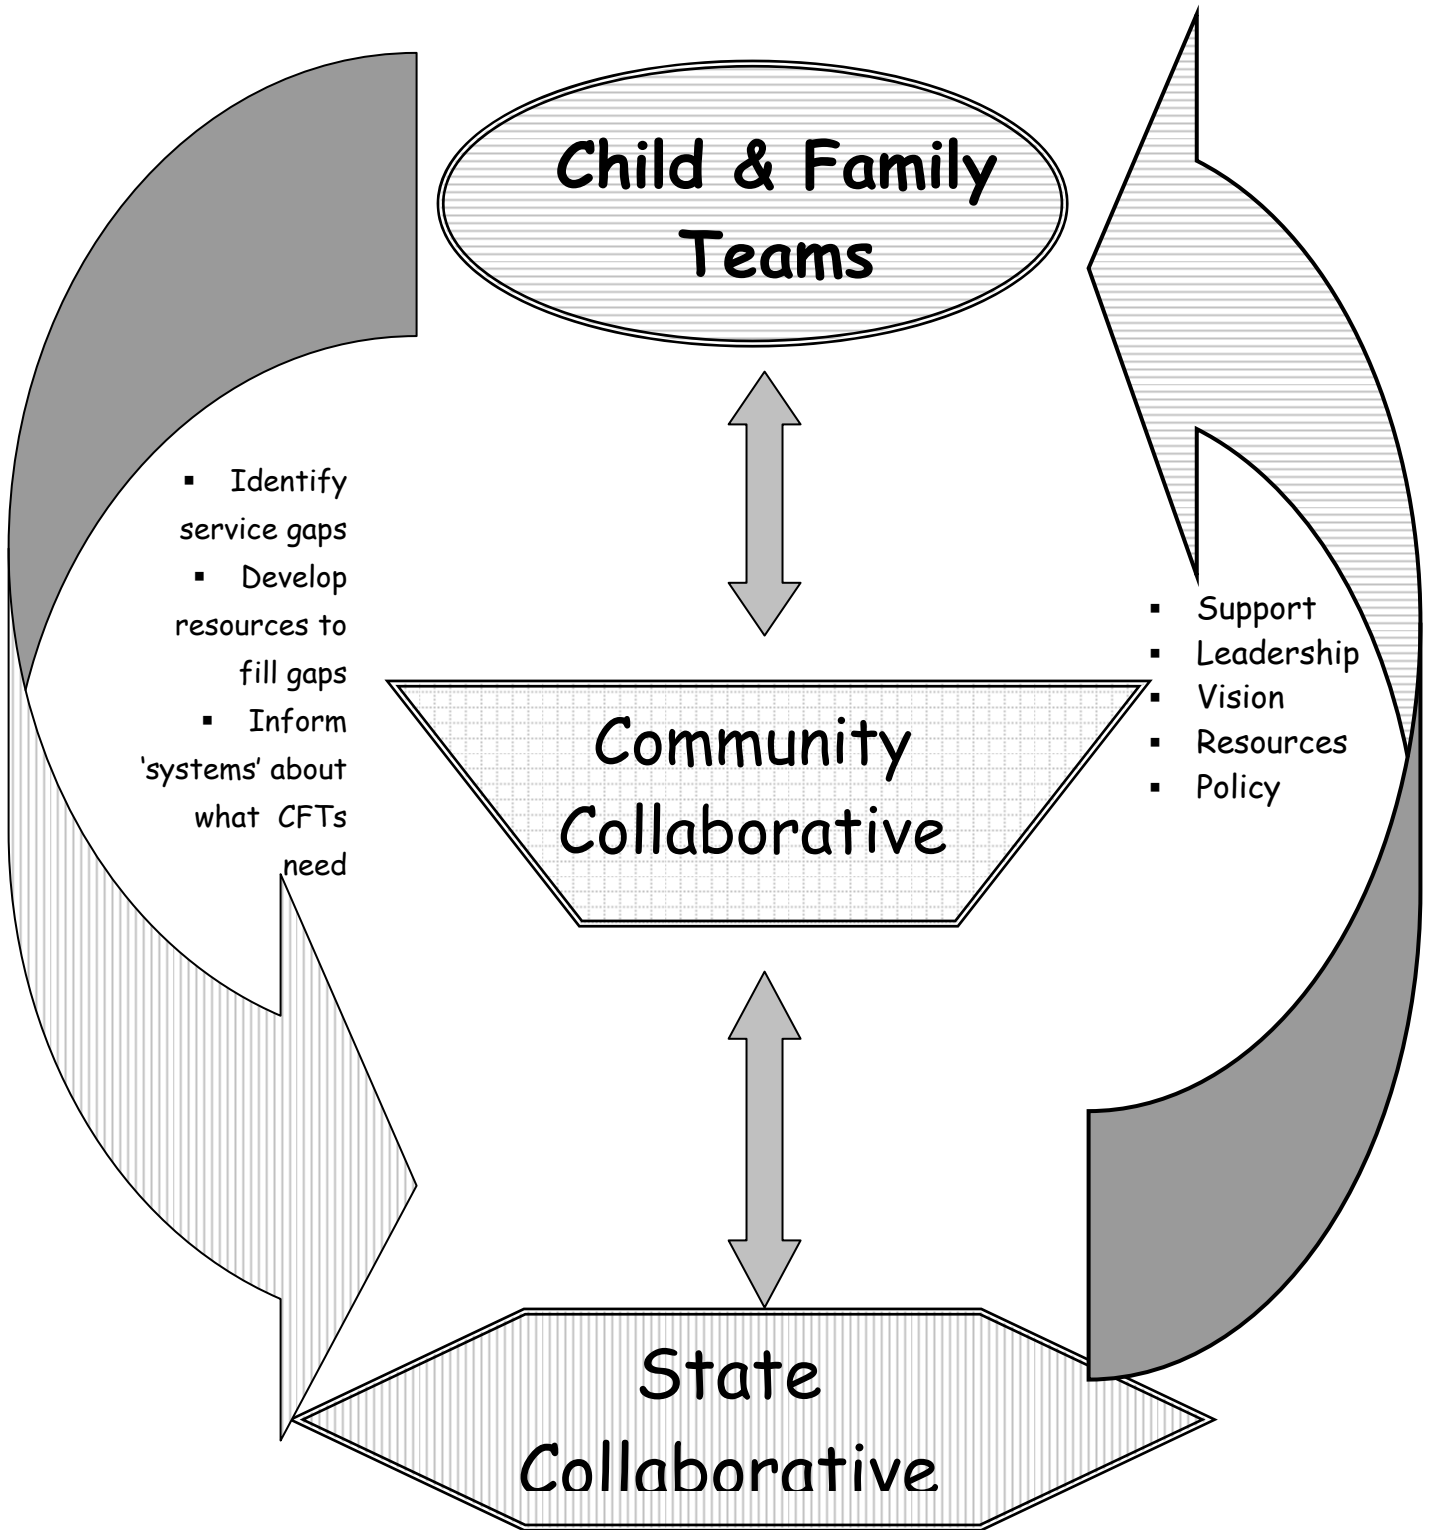 Child & Family
Teams
▪ Identify
service gaps
▪ Develop
resources to
fill gaps
▪ Inform
‘systems’ about
what CFTs
need
▪ Support
▪ Leadership
▪ Vision
▪ Resources
▪ Policy
Community
Collaborative
State
Collaborative